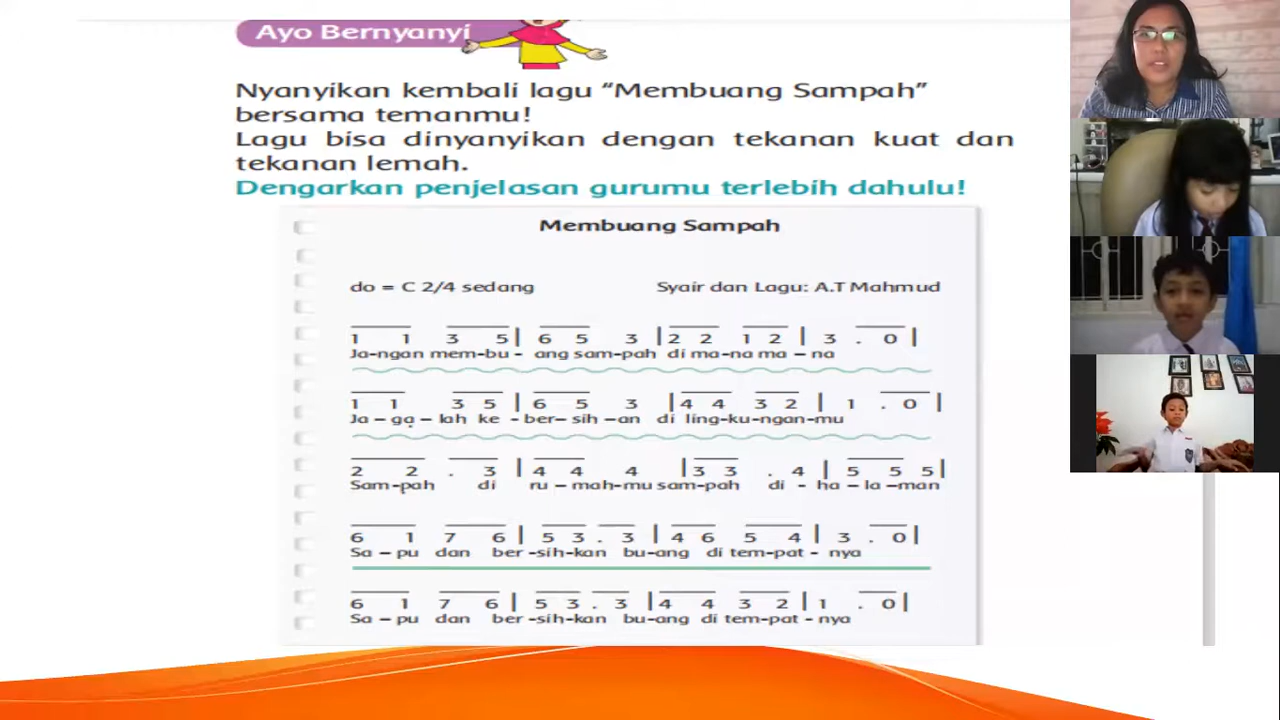 Ayo Bernyanyi
Nyanyikan kembali lagu “Membuang Sampah”
bersama temanmu!
Lagu bisa dinyanyikan dengan tekanan kuat dan
tekanan lemah.
Dengarkan penjelasan gurumu terlebih dahulu!
Membuang Sampah
do = C 2/4 sedang Syair dan Lagu: A.T Mahmud
1 1 3 5 | 6 5 3 | 2 2 1 2 | 3 . 0 |
Ja-ngan mem-bu - ang sam-pah di ma-na ma - na
1 1 3 5 | 6 5 3 | 4 4 3 2 | 1 . 0 |
Ja - ga - lah ke - ber- sih -an di ling-ku-ngan-mu
2 2 . 3 | 4 4 4 | 3 3 . 4 | 5 5 5 |
Sam-pah di ru - mah-mu sam-pah di - ha - la -man
6 1 7 6 | 5 3 . 3 | 4 6 5 4 | 3 . 0 |
Sa - pu dan ber -sih-kan bu-ang di tem-pat - nya
6 1 7 6 | 5 3 . 3 | 4 4 3 2 | 1 . 0 |
Sa - pu dan ber -sih-kan bu-ang di tem-pat - nya